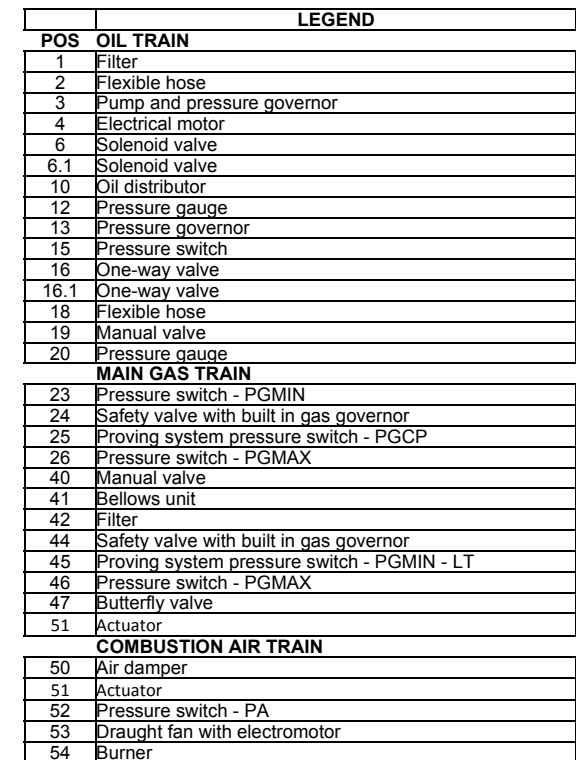 LEGEND
POS OIL TRAIN
1 Filter
2 Flexible hose
3 Pump and pressure governor
4 Electrical motor
6 Solenoid valve
6.1 Solenoid valve
10 Oil distributor
12 Pressure gauge
13 Pressure governor
15 Pressure switch
16 One-way valve
16.1 One-way valve
18 Flexible hose
19 Manual valve
20 Pressure gauge
MAIN GAS TRAIN
23 Pressure switch - PGMIN
24 Safety valve with built in gas governor
25 Proving system pressure switch - PGCP
26 Pressure switch - PGMAX
40 Manual valve
41 Bellows unit
42 Filter
44 Safety valve with built in gas governor
45 Proving system pressure switch - PGMIN - LT
46 Pressure switch - PGMAX
47 Butterfly valve
51 Actuator
COMBUSTION AIR TRAIN
50 Air damper
51 Actuator
52 Pressure switch - PA
53 Draught fan with electromotor
54 Burner